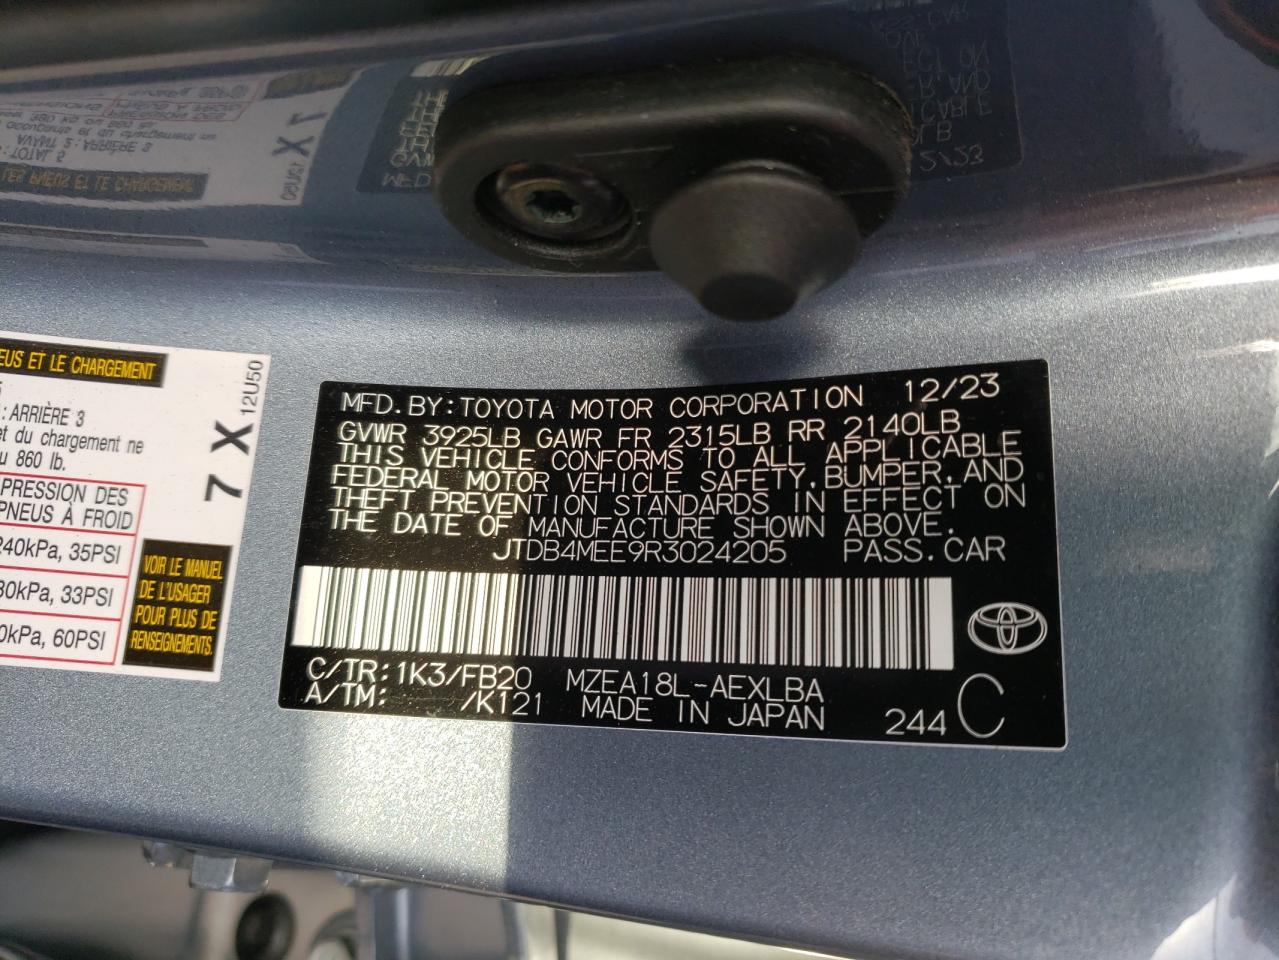 EUS ET LE CHARGEMENT
5
: ARRIÈRE 3
et du chargement ne
860 lb.
PRESSION DES
PNEUS À FROID
240kPa, 35PSI
33PSI
60PSI
7 X
12U50
VOIR LE MANUEL
DE L'USAGER
POUR PLUS DE
RENSEIGNEMENTS.
MFD.BY:TOYOTA MOTOR CORPORATION 12/23
GVWR 3925LB GAWR FR 2315LB RR 2140LB
THIS VEHICLE CONFORMS TO ALL APPLICABLE
FEDERAL MOTOR VEHICLE SAFETY,BUMPER,AND
THEFT PREVENTION STANDARDS IN EFFECT ON
THE DATE OF MANUFACTURE SHOWN ABOVE.
JTDB4MEE9R3024205 PASS.CAR
C/TR:1K3/FB20 MZEA18L-AEXLBA
A/TM: /K121 MADE IN JAPAN 244 C